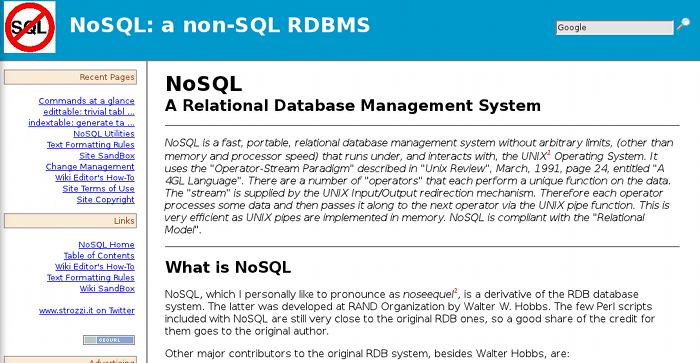 SQL
NoSQL: a non-SQL RDBMS
Google
Recent Pages
Commands at a glance
edittable: trivial tabl ...
indextable: generate ta ...
NoSQL Utilities
Text Formatting Rules
Site SandBox
Change Management
Wiki Editor's How-To
Site Terms of Use
Site Copyright
Links
NoSQL Home
Table of Contents
Wiki Editor's How-To
Text Formatting Rules
Wiki SandBox
www.strozzi.it on Twitter
GEOURL
Advertising
NoSQL
A Relational Database Management System
NoSQL is a fast, portable, relational database management system without arbitrary limits, (other than
memory and processor speed) that runs under, and interacts with, the UNIX1 Operating System. It
uses the "Operator-Stream Paradigm" described in "Unix Review", March, 1991, page 24, entitled "A
4GL Language". There are a number of "operators" that each perform a unique function on the data.
The "stream" is supplied by the UNIX Input/Output redirection mechanism. Therefore each operator
processes some data and then passes it along to the next operator via the UNIX pipe function. This is
very efficient as UNIX pipes are implemented in memory. NoSQL is compliant with the "Relational
Model".
What is NoSQL
NoSQL, which I personally like to pronounce as noseequel2, is a derivative of the RDB database
system. The latter was developed at RAND Organization by Walter W. Hobbs. The few Perl scripts
included with NoSQL are still very close to the original RDB ones, so a good share of the credit for
them goes to the original author.
Other major contributors to the original RDB system, besides Walter Hobbs, are: